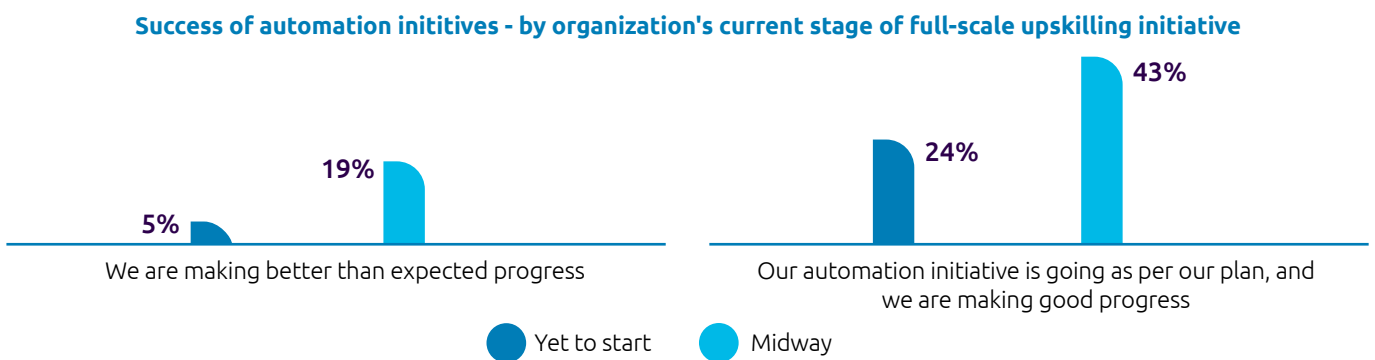 Success of automation inititives - by organization's current stage of full-scale upskilling initiative
5%
19%
24%
43%
We are making better than expected progress
Our automation initiative is going as per our plan, and
we are making good progress
Yet to start
Midway